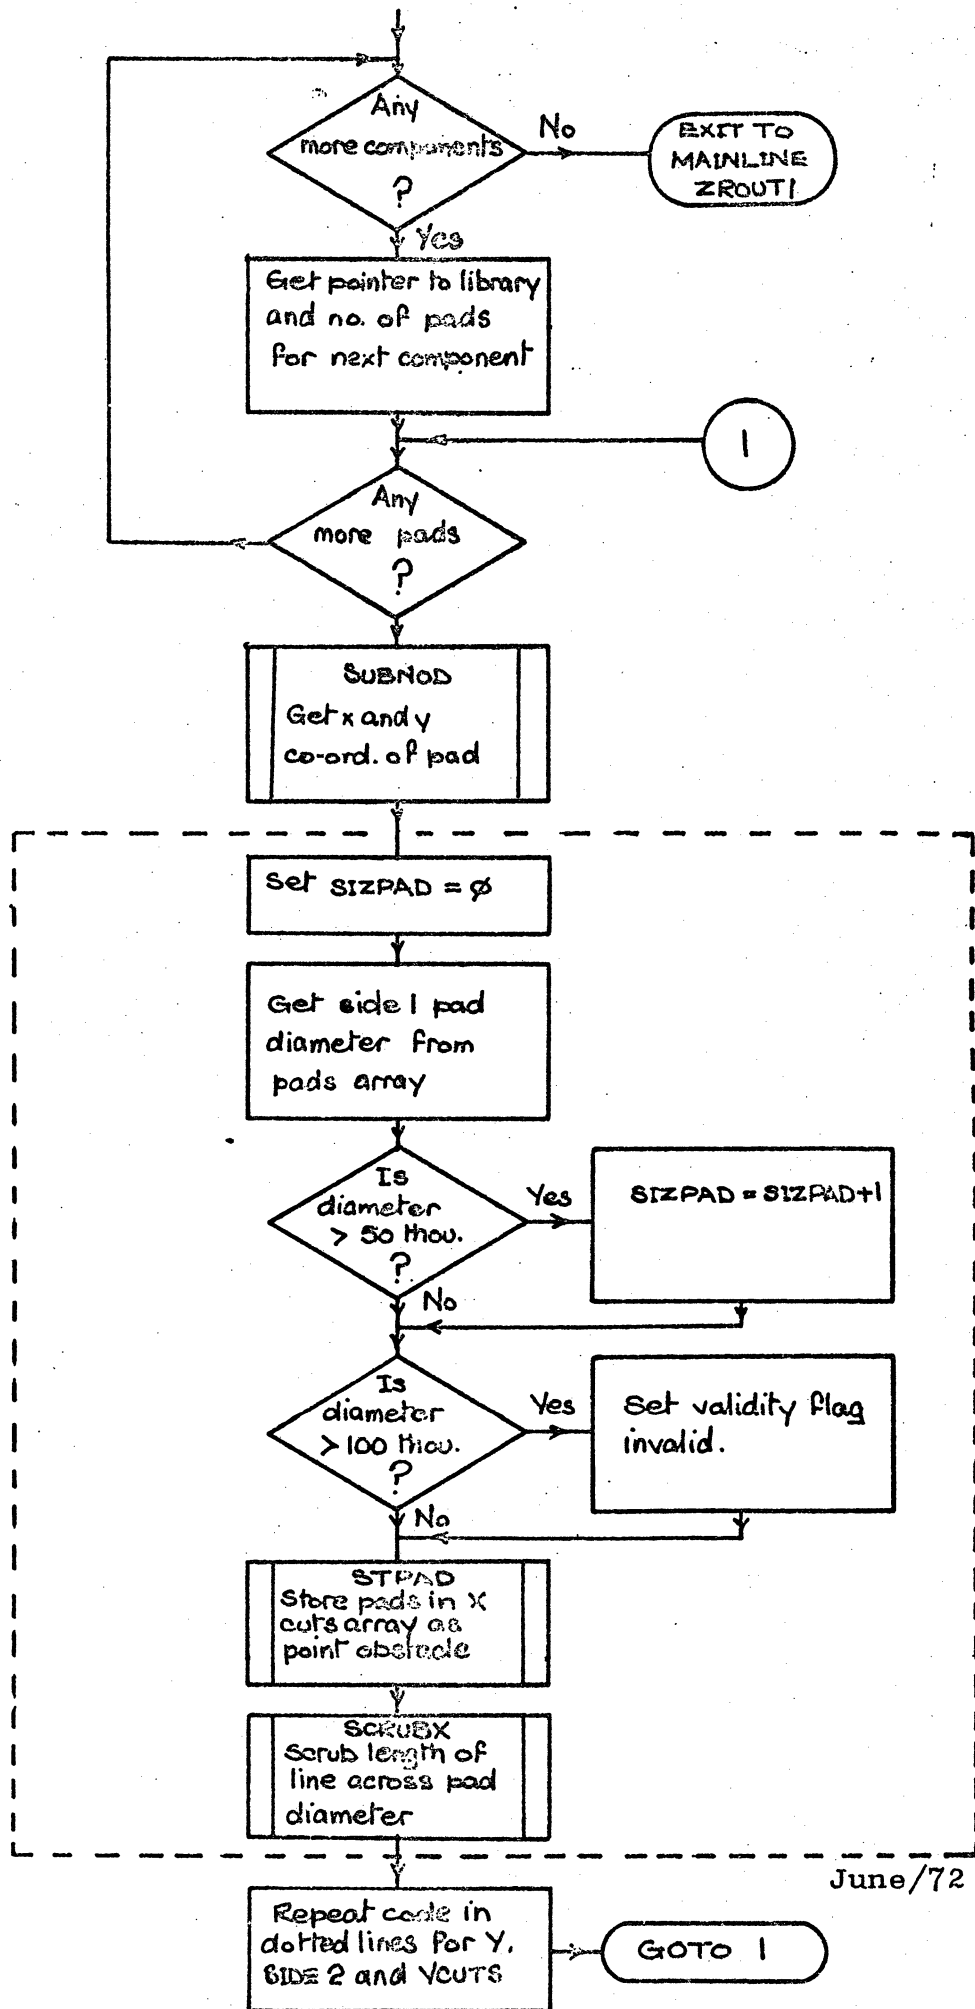 Any
more components
?
No
EXIT TO
MAINLINE
ZROUT1
Yes
Get pointer to library
and no. of pads
for next component
1
Any
more pads
?
SUBNOD
Get x and y
co-ord. of pad
Set SIZPAD = Ø
Get side 1 pad
diameter from
pads array
Is
diameter
> 50 thou.
?
Yes
SIZPAD = SIZPAD+1
No
Is
diameter
> 100 thou.
?
Yes
Set validity flag
invalid.
No
STPAD
Store pads in X
cuts array as
point obstacle
SCRUBX
Scrub length of
line across pad
diameter
June/72
Repeat code in
dotted lines for Y,
SIDE 2 and YCUTS
GOTO 1